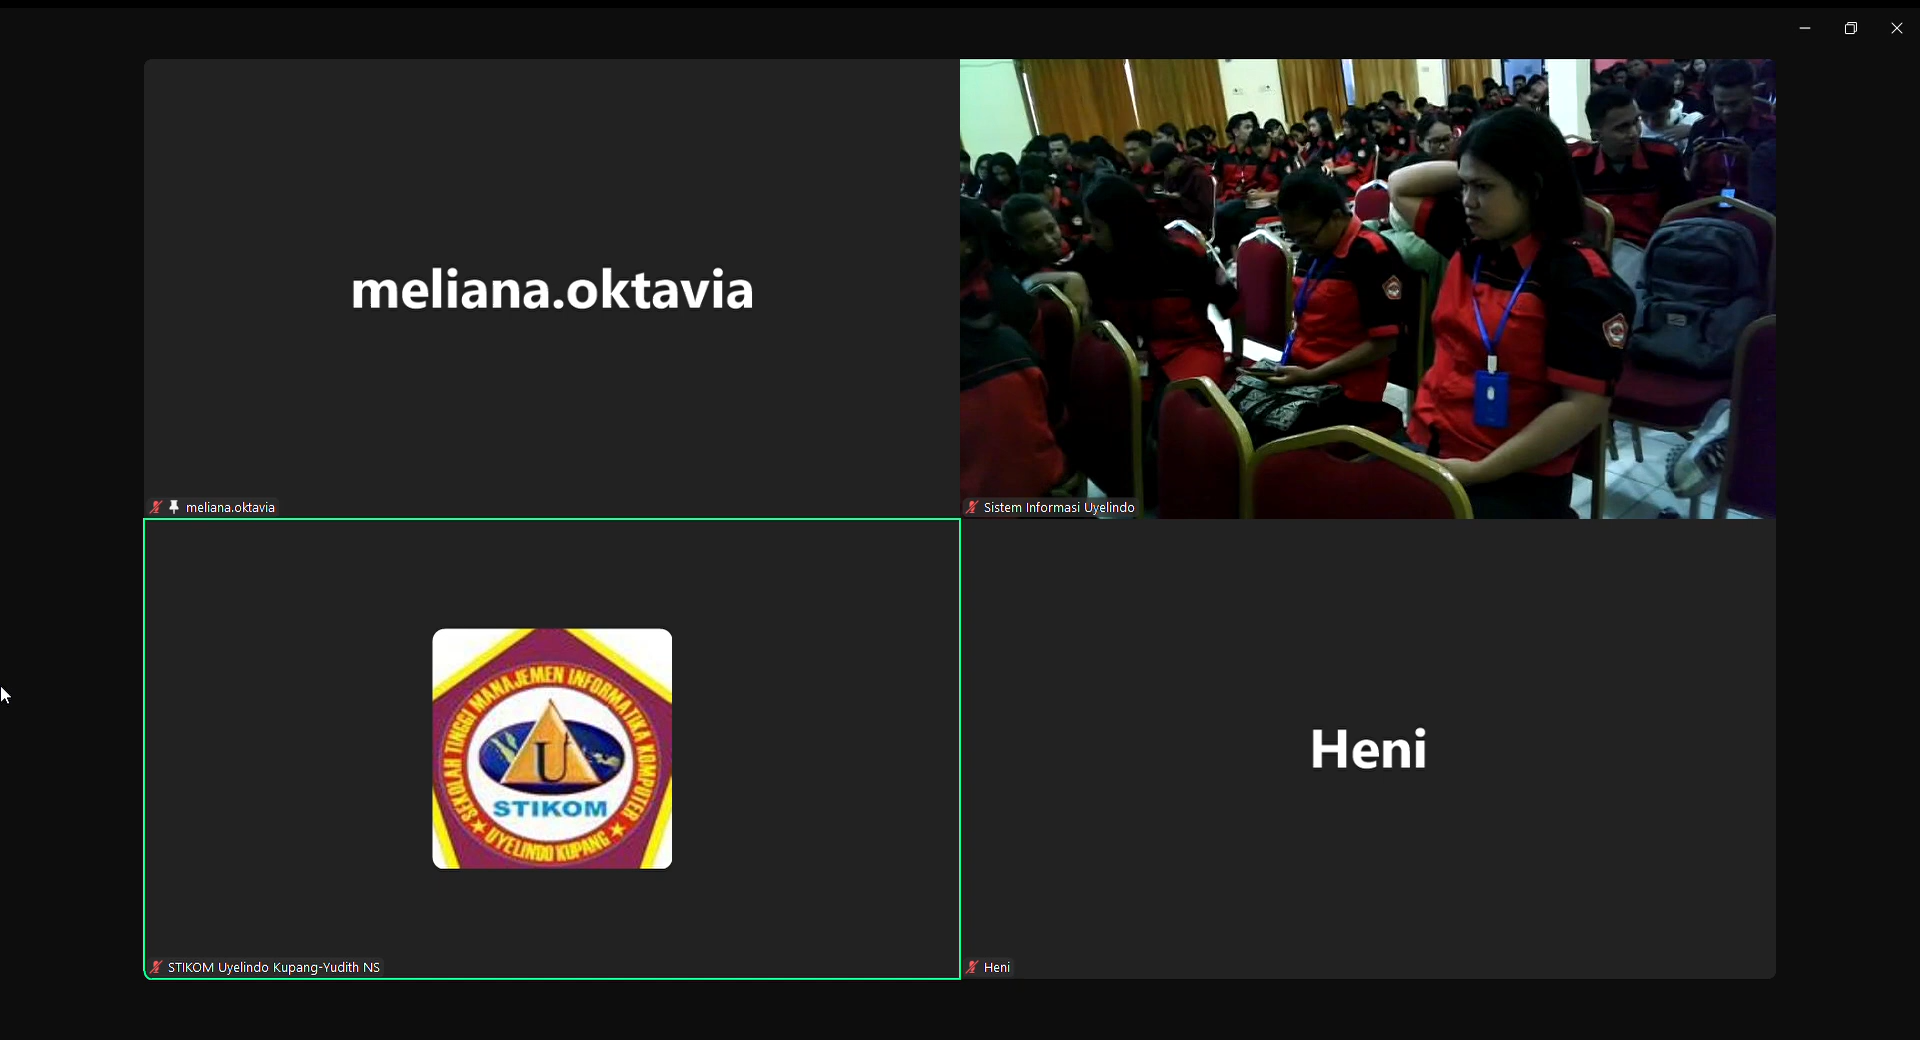 meliana.oktavia
meliana.oktavia
Sistem Informasi Uyelindo
SEKOLAH TINGGI MANAJEMEN INFORMATIKA KOMPUTER
U
STIKOM
UYELINDO KUPANG
STIKOM Uyelindo Kupang-Yudith NS
Heni
Heni